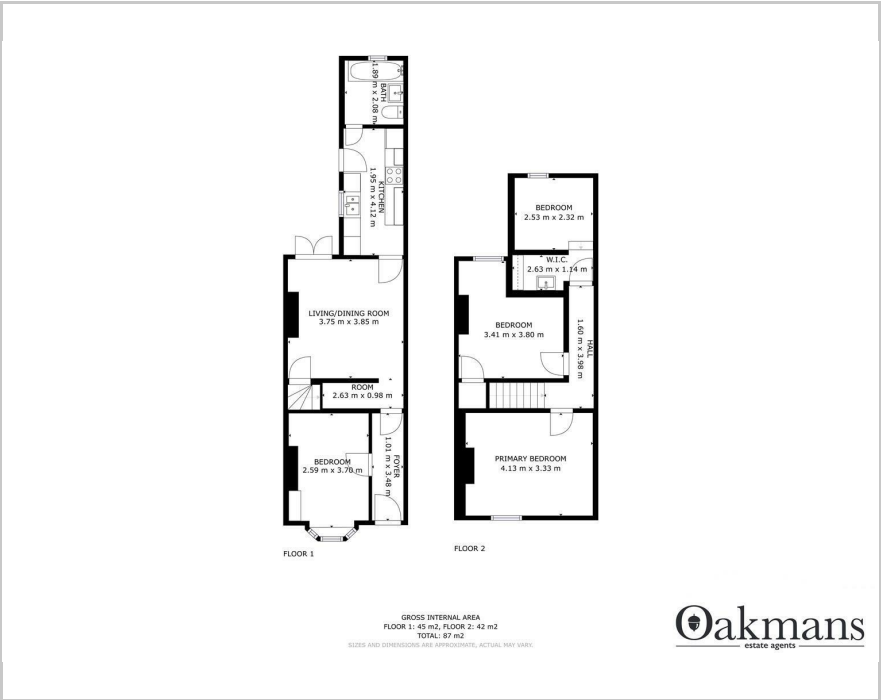 BATH
1.89 m x 2.08 m
KITCHEN
1.95 m x 4.12 m
LIVING/DINING ROOM
3.75 m x 3.85 m
ROOM
2.63 m x 0.98 m
BEDROOM
2.59 m x 3.70 m
FOYER
1.01 m x 3.48 m
FLOOR 1
BEDROOM
2.53 m x 2.32 m
W.I.C.
2.63 m x 1.14 m
BEDROOM
3.41 m x 3.80 m
HALL
1.60 m x 3.98 m
PRIMARY BEDROOM
4.13 m x 3.33 m
FLOOR 2
GROSS INTERNAL AREA
FLOOR 1: 45 m2, FLOOR 2: 42 m2
TOTAL: 87 m2
SIZES AND DIMENSIONS ARE APPROXIMATE, ACTUAL MAY VARY.
Oakmans
estate agents